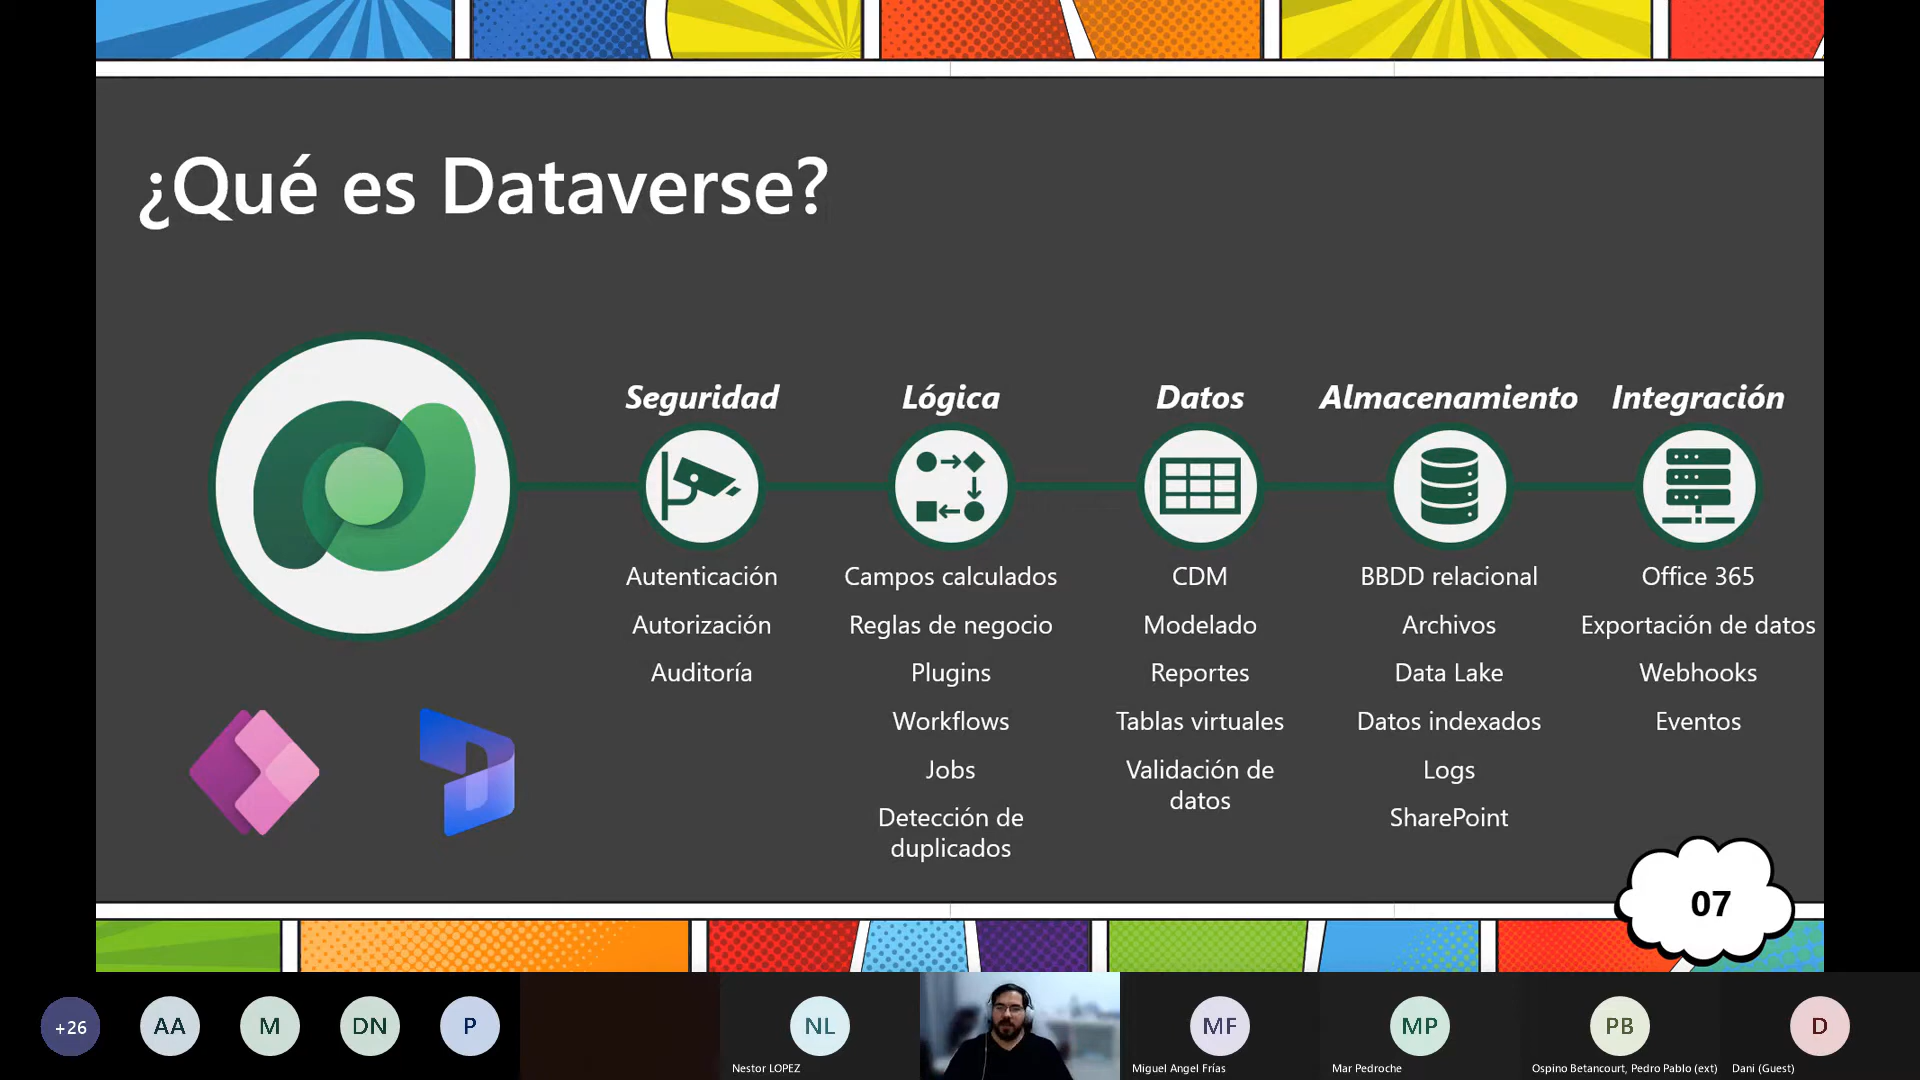 ¿Qué es Dataverse?
Seguridad
Autenticación
Autorización
Auditoría
Lógica
Campos calculados
Reglas de negocio
Plugins
Workflows
Jobs
Detección de
duplicados
Datos
CDM
Modelado
Reportes
Tablas virtuales
Validación de
datos
Almacenamiento
BBDD relacional
Archivos
Data Lake
Datos indexados
Logs
SharePoint
Integración
Office 365
Exportación de datos
Webhooks
Eventos
07
+26
AA
M
DN
P
NL
Nestor LOPEZ
MF
Miguel Angel Frías
MP
Mar Pedroche
PB
Ospino Betancourt, Pedro Pablo (ext)
D
Dani (Guest)